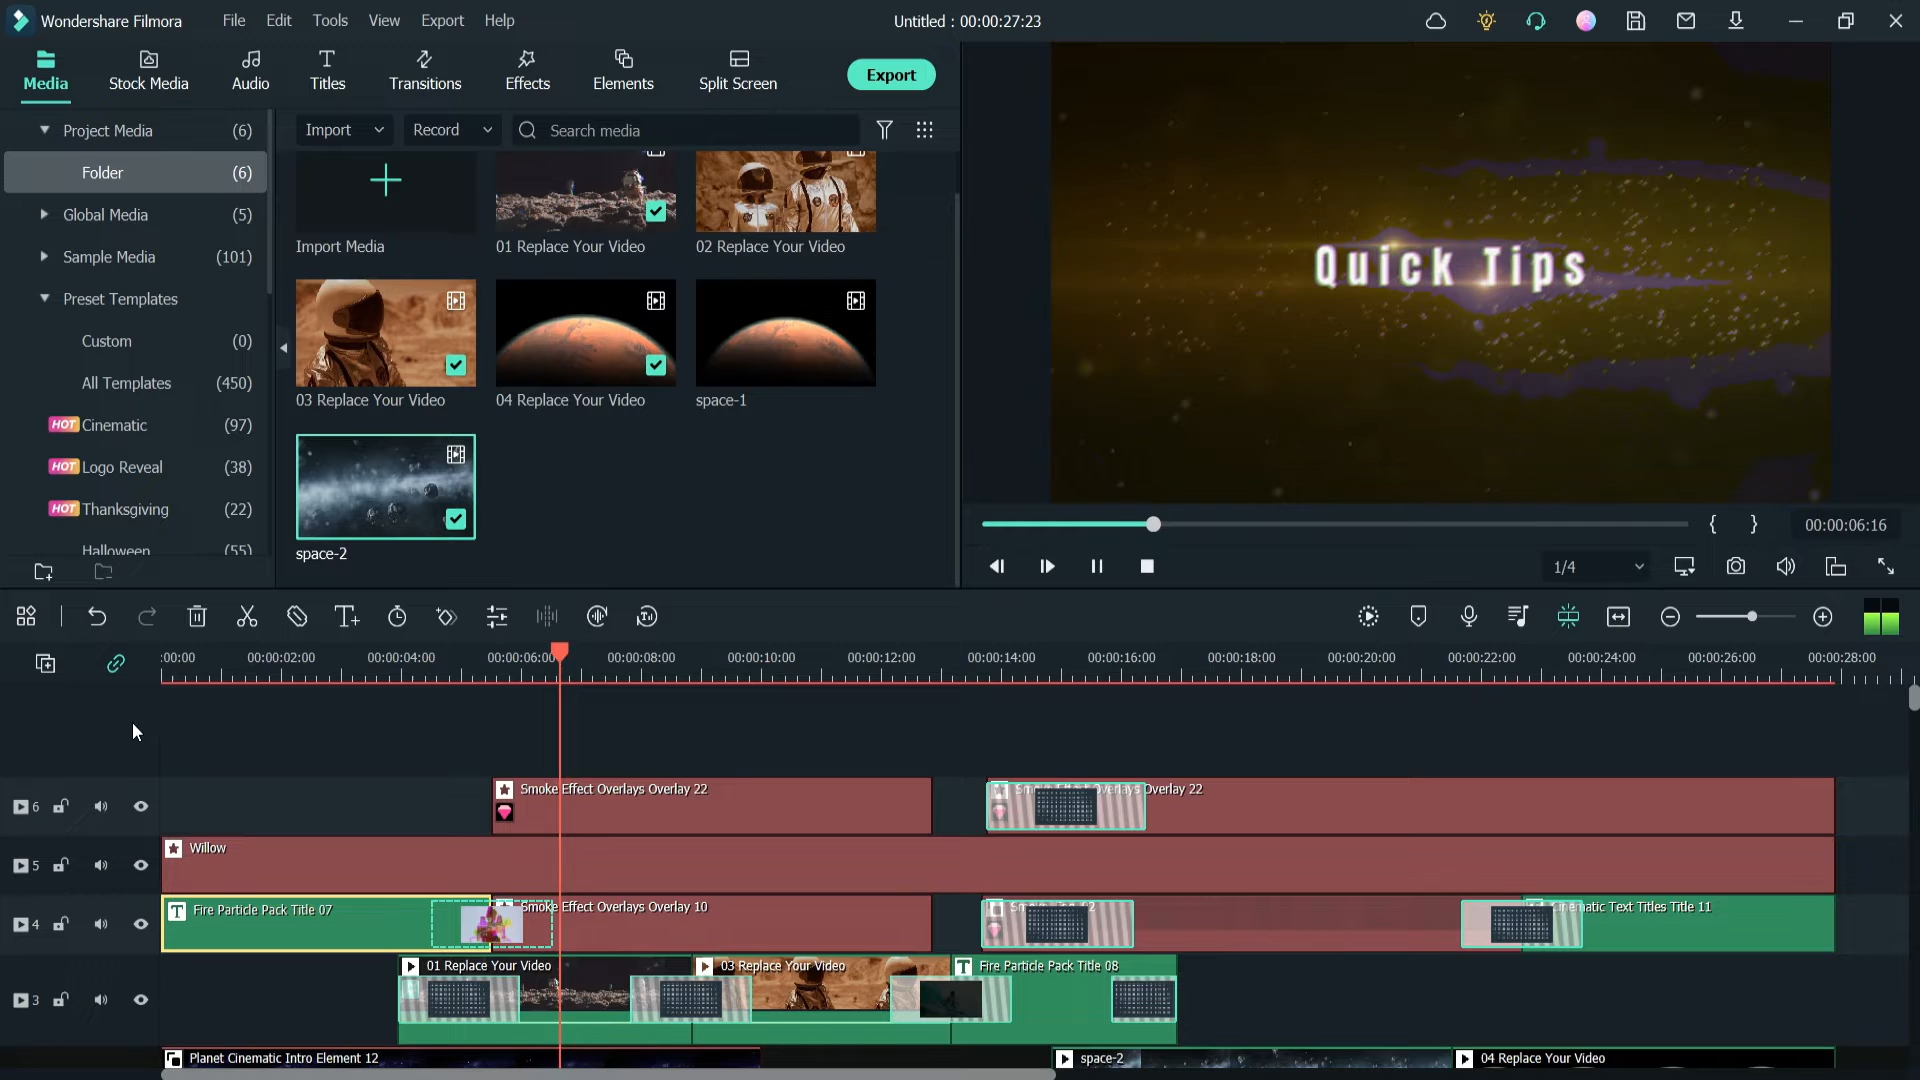 Wondershare Filmora
File Edit Tools View Export Help
Untitled : 00:00:27:23
Media
Stock Media
Audio
Titles
Transitions
Effects
Elements
Split Screen
Export
Project Media (6)
Folder (6)
Global Media (5)
Sample Media (101)
Preset Templates
Custom (0)
All Templates (450)
HOT Cinematic (97)
HOT Logo Reveal (38)
HOT Thanksgiving (22)
Halloween (55)
Import
Record
Search media
Import Media
01 Replace Your Video
02 Replace Your Video
03 Replace Your Video
04 Replace Your Video
space-1
space-2
Quick Tips
{ } 00:00:06:16
1/4
:00:00 00:00:02:00 00:00:04:00 00:00:06:00 00:00:08:00 00:00:10:00 00:00:12:00 00:00:14:00 00:00:16:00 00:00:18:00 00:00:20:00 00:00:22:00 00:00:24:00 00:00:26:00 00:00:28:00
6
Smoke Effect Overlays Overlay 22
Smoke Effect Overlays Overlay 22
5
Willow
4
Fire Particle Pack Title 07
Smoke Effect Overlays Overlay 10
Cinematic Text Titles Title 11
3
01 Replace Your Video
03 Replace Your Video
Fire Particle Pack Title 08
Planet Cinematic Intro Element 12
space-2
04 Replace Your Video